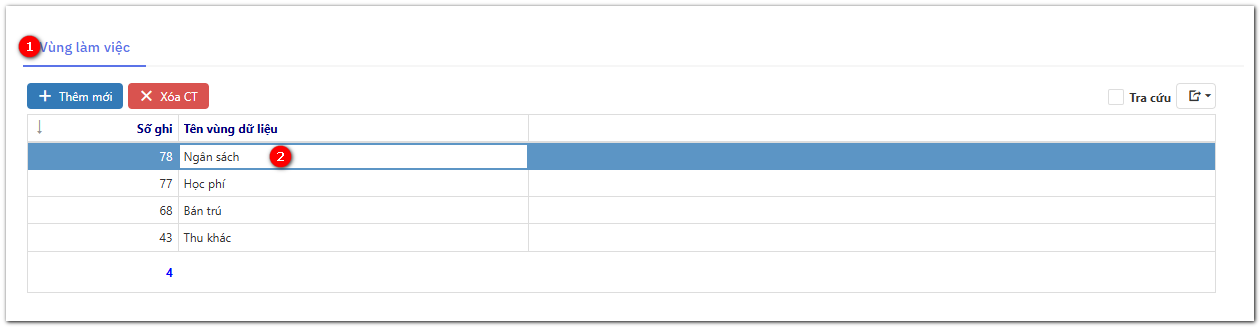 1 Vùng làm việc
Thêm mới Xóa CT Tra cứu
Số ghi Tên vùng dữ liệu
78 Ngân sách 2
77 Học phí
68 Bán trú
43 Thu khác
4